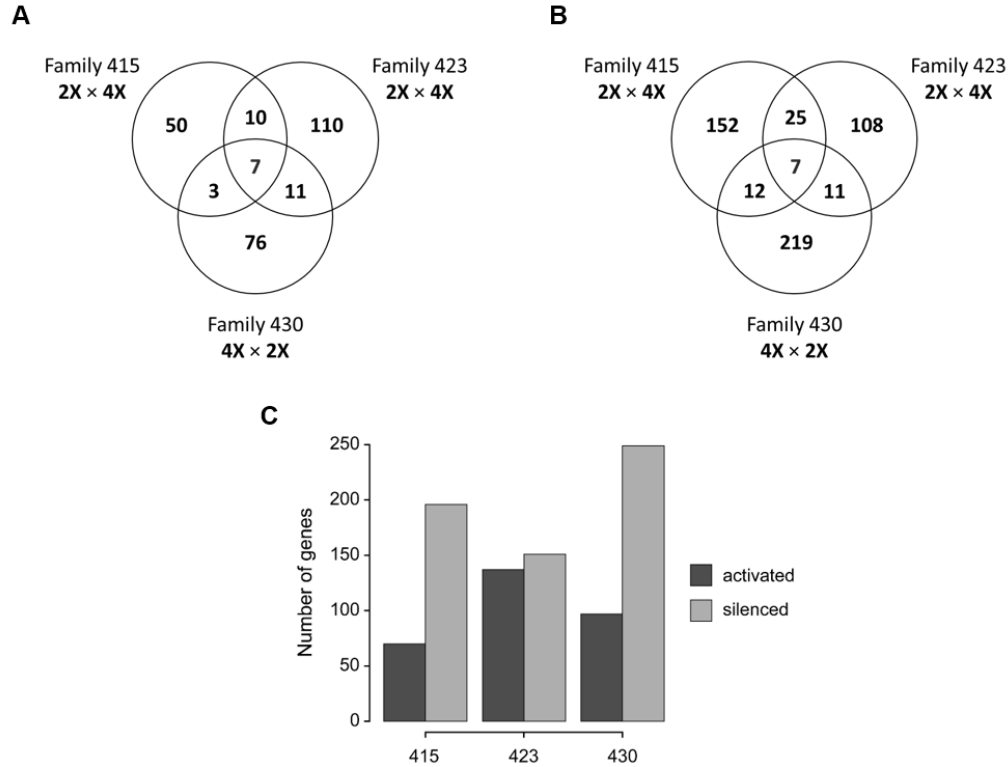 A
Family 415
2X × 4X
Family 423
2X × 4X
50
10
110
7
3
11
76
Family 430
4X × 2X
B
Family 415
2X × 4X
Family 423
2X × 4X
152
25
108
7
12
11
219
Family 430
4X × 2X
C
Number of genes
250
200
150
100
50
0
415
423
430
activated
silenced